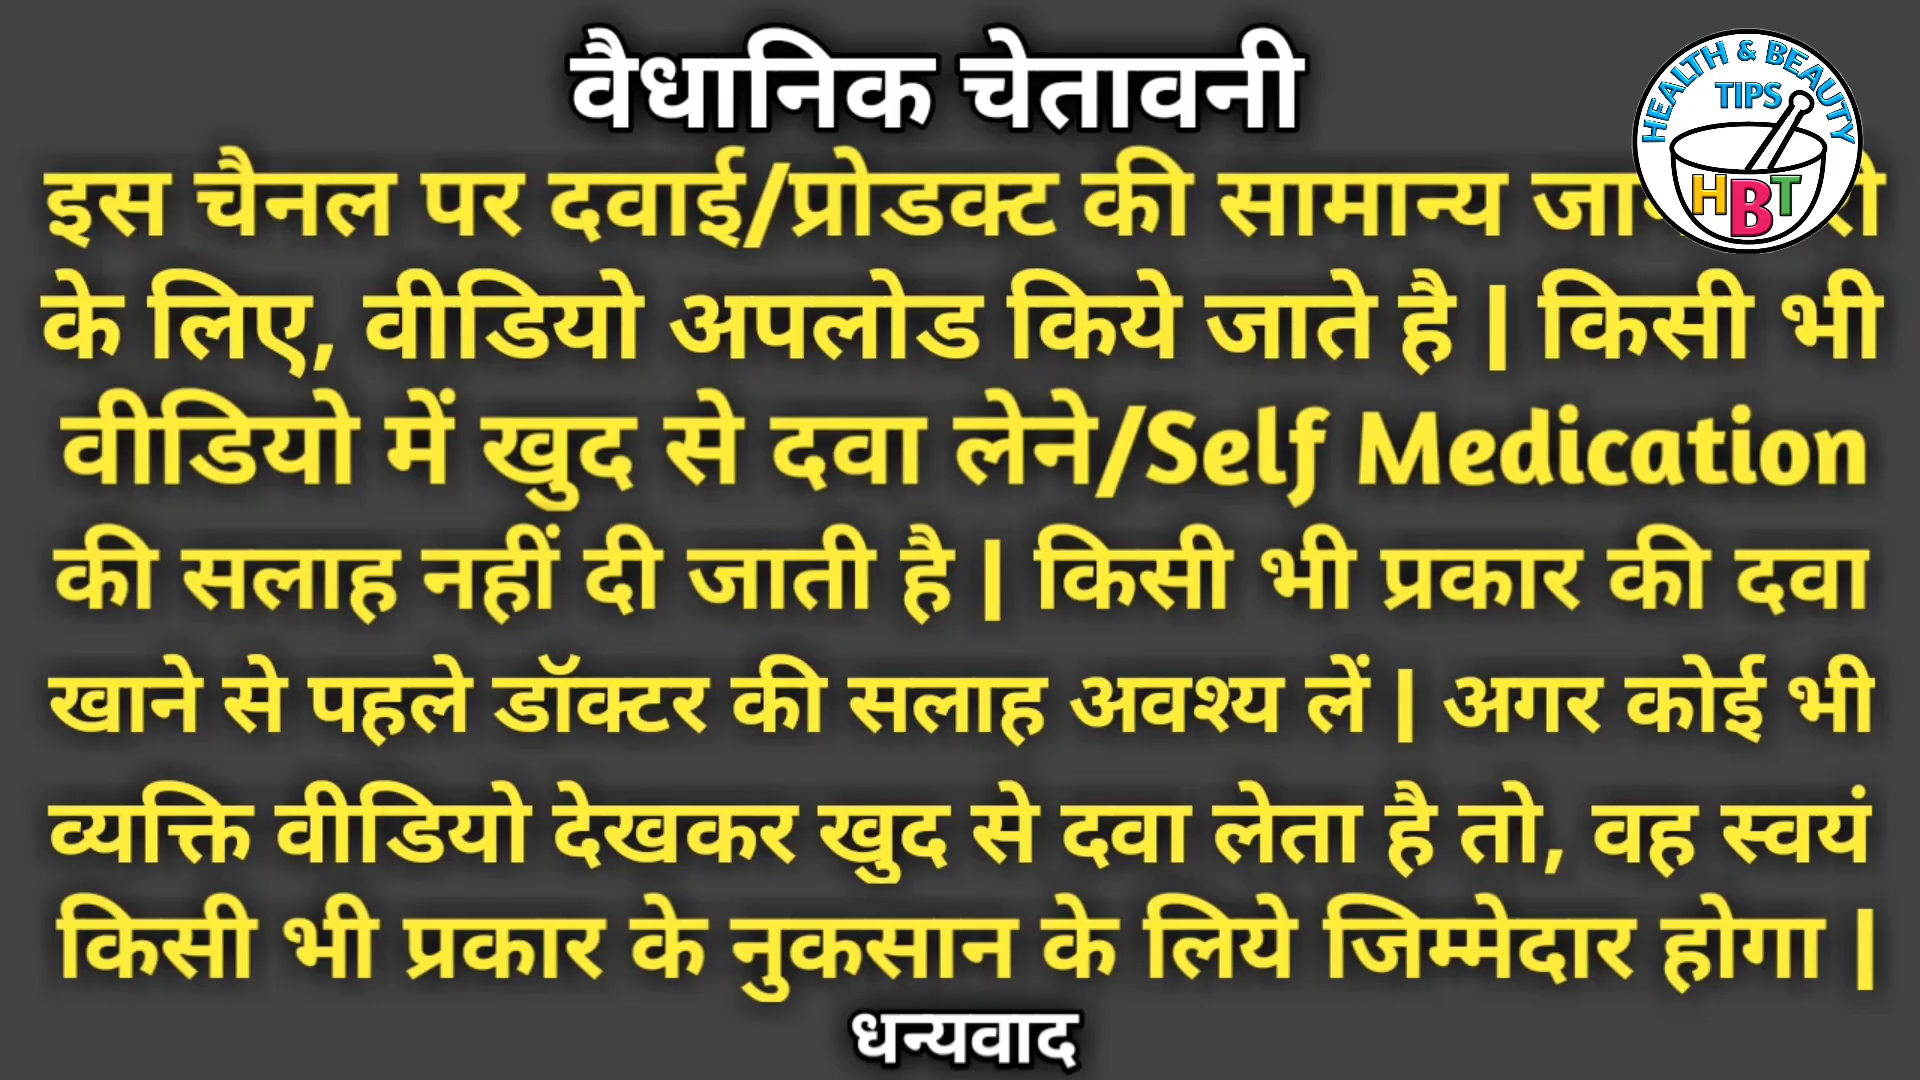 वैधानिक चेतावनी
HEALTH & BEAUTY
TIPS
HBT
इस चैनल पर दवाई/प्रोडक्ट की सामान्य
के लिए, वीडियो अपलोड किये जाते है | किसी भी
वीडियो में खुद से दवा लेने/Self Medication
की सलाह नहीं दी जाती है | किसी भी प्रकार की दवा
खाने से पहले डॉक्टर की सलाह अवश्य लें | अगर कोई भी
व्यक्ति वीडियो देखकर खुद से दवा लेता है तो, वह स्वयं
किसी भी प्रकार के नुकसान के लिये जिम्मेदार होगा |
धन्यवाद